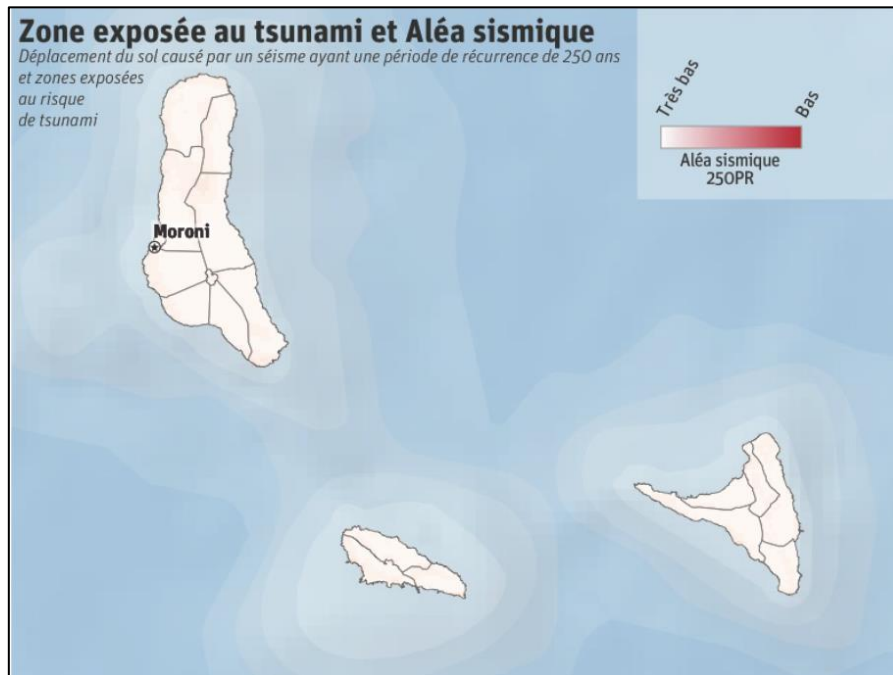 Zone exposée au tsunami et Aléa sismique
Déplacement du sol causé par un séisme ayant une période de récurrence de 250 ans
et zones exposées
au risque
de tsunami
Très bas
Bas
Aléa sismique
250PR
Moroni